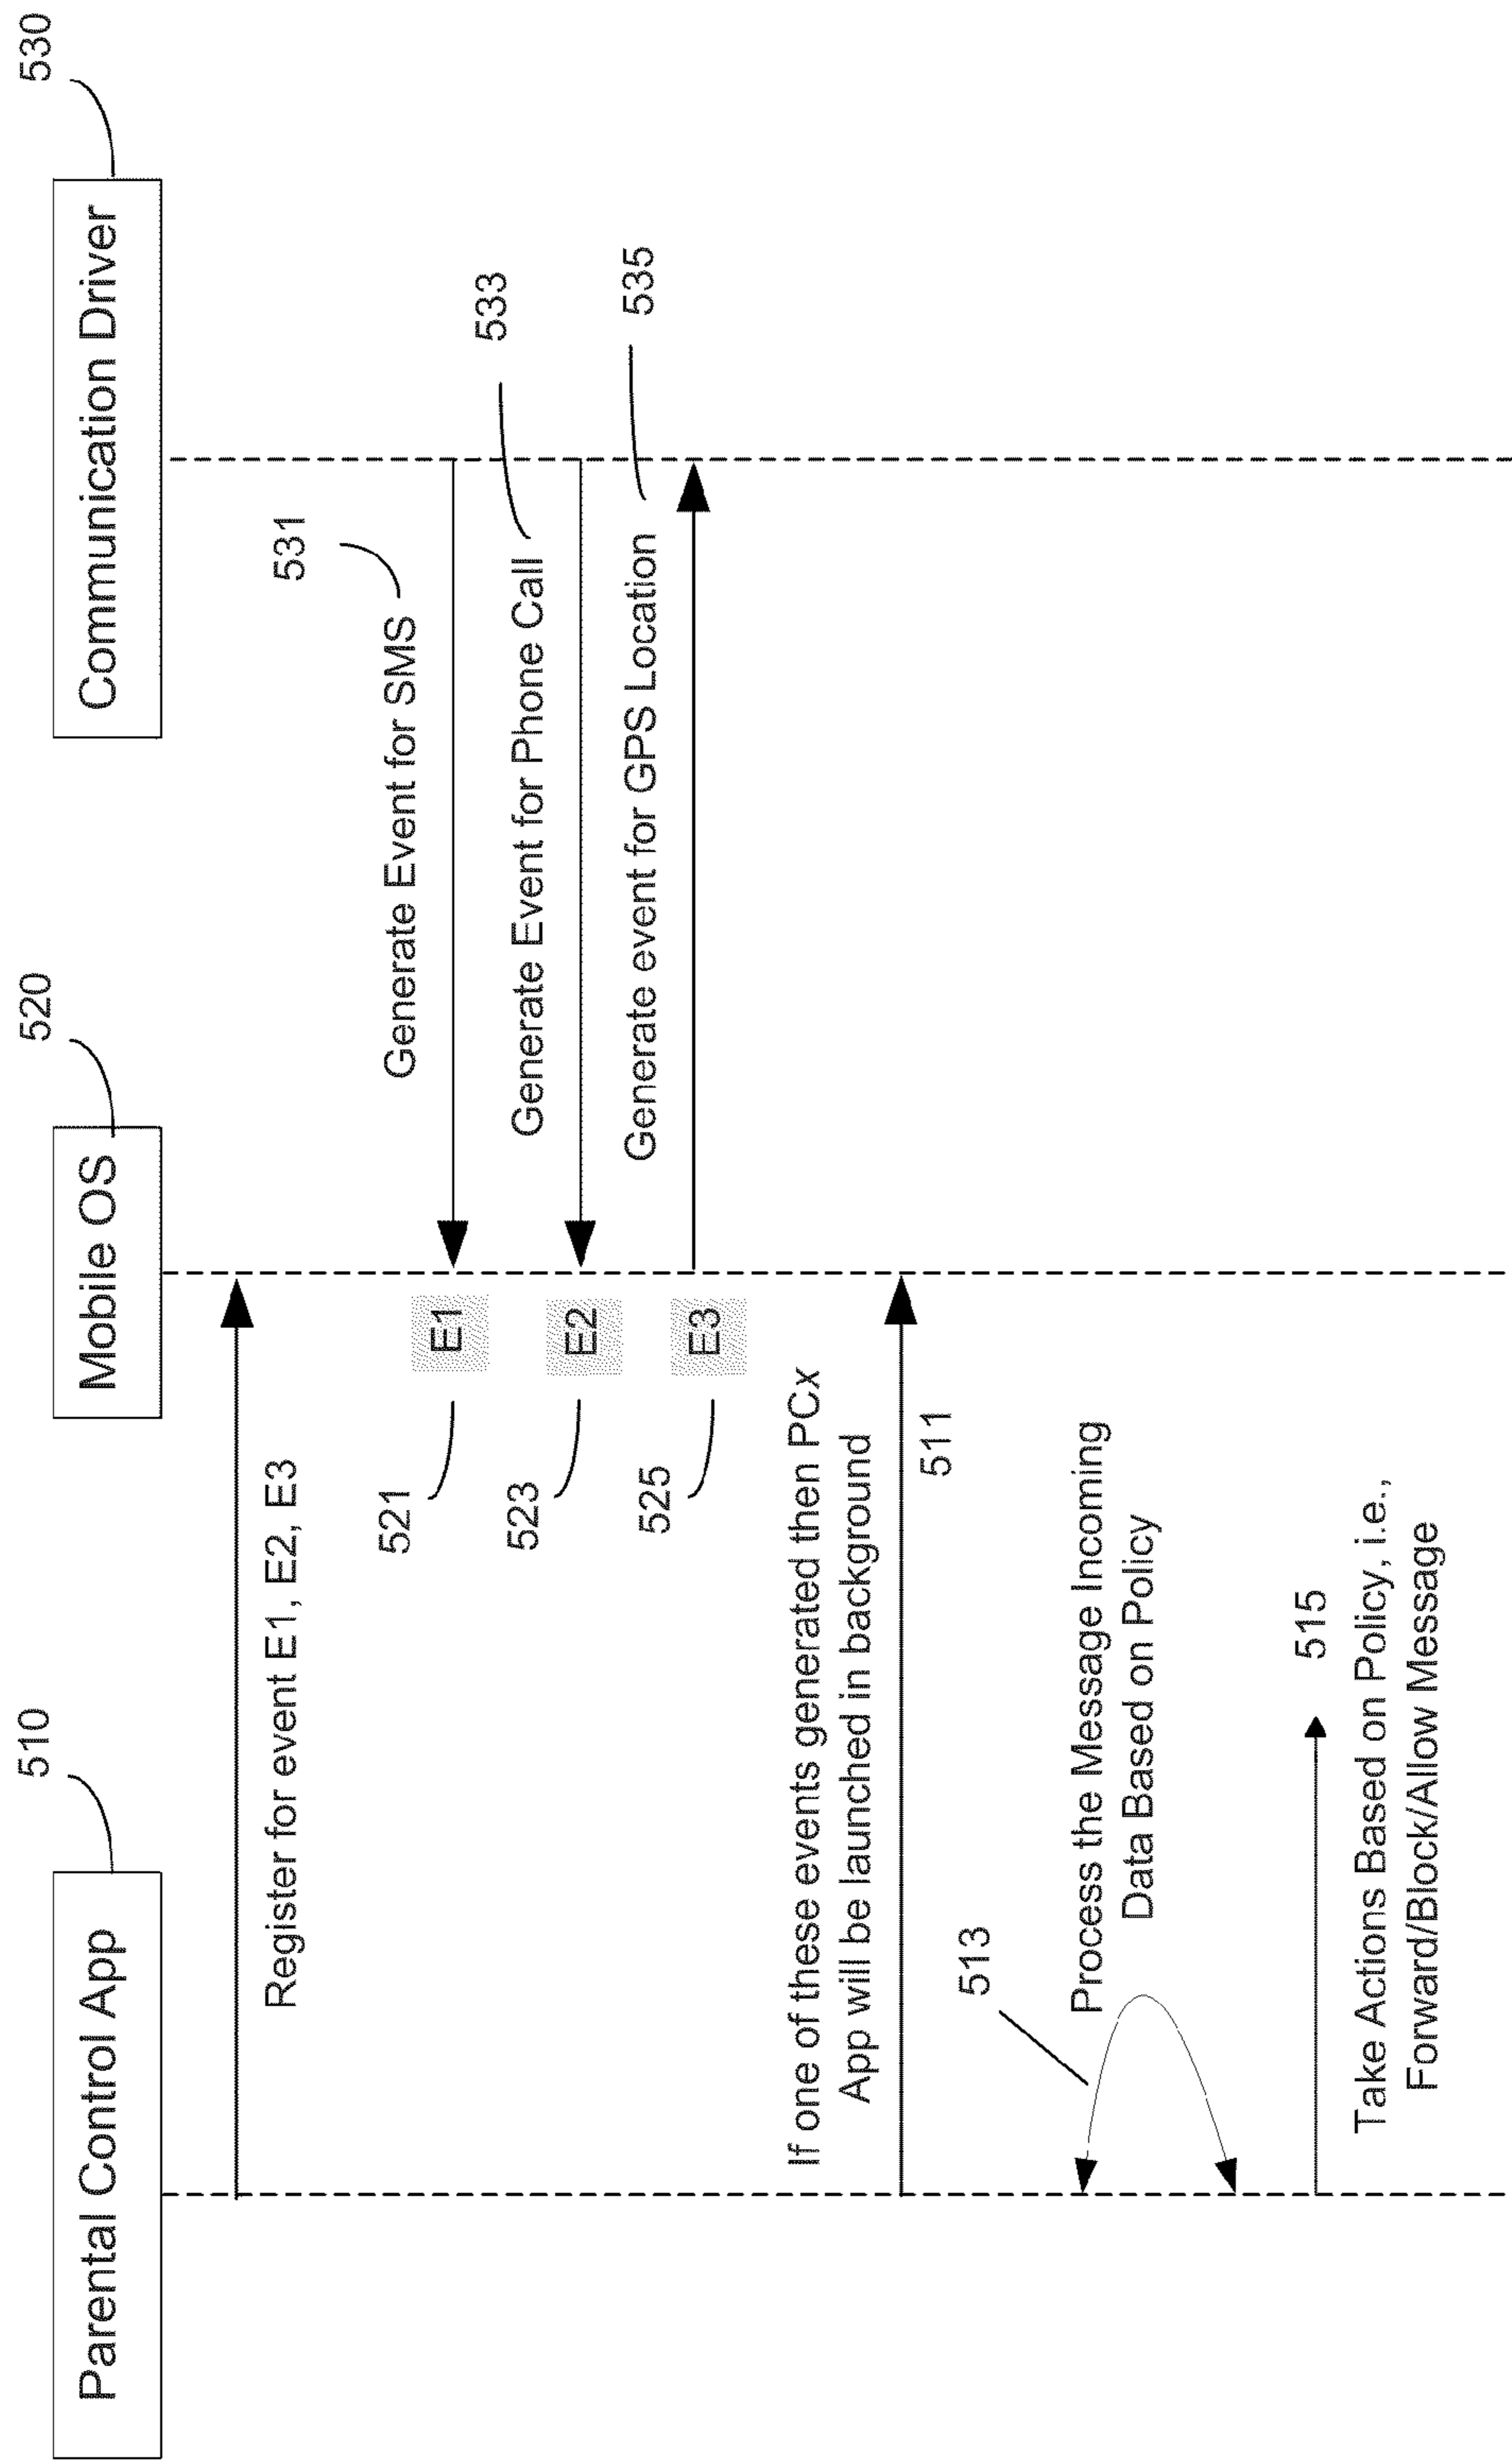 510
520
530
Parental Control App
Mobile OS
Communication Driver
Register for event E1, E2, E3
531
Generate Event for SMS
521
E1
533
Generate Event for Phone Call
523
E2
535
Generate event for GPS Location
525
E3
If one of these events generated then PCx
App will be launched in background
511
513
Process the Message Incoming
Data Based on Policy
515
Take Actions Based on Policy, i.e.,
Forward/Block/Allow Message